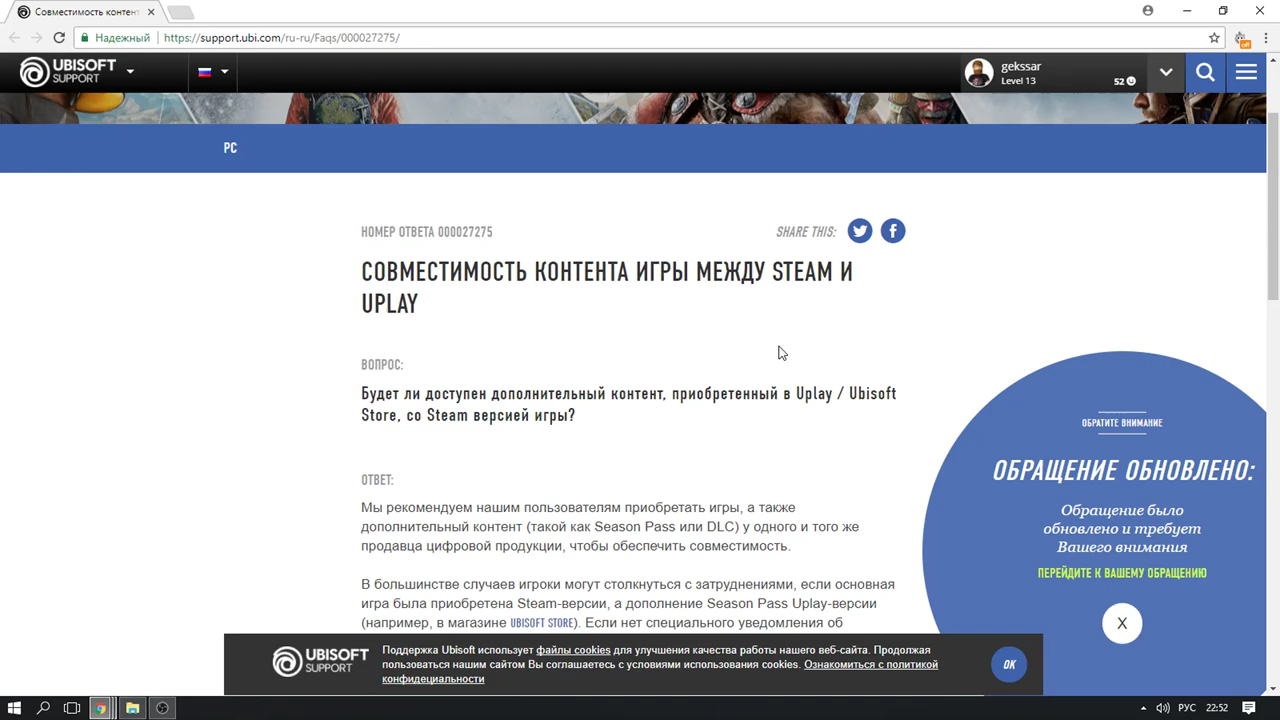 Совместимость контен
Надежный
https://support.ubi.com/ru-ru/Faqs/000027275/
off
UBISOFT
SUPPORT
gekssar
Level 13
52
PC
НОМЕР ОТВЕТА 000027275
SHARE THIS:
СОВМЕСТИМОСТЬ КОНТЕНТА ИГРЫ МЕЖДУ STEAM И
UPLAY
ВОПРОС:
Будет ли доступен дополнительный контент, приобретенный в Uplay / Ubisoft
Store, со Steam версией игры?
ОТВЕТ:
Мы рекомендуем нашим пользователям приобретать игры, а также
дополнительный контент (такой как Season Pass или DLC) у одного и того же
продавца цифровой продукции, чтобы обеспечить совместимость.
В большинстве случаев игроки могут столкнуться с затруднениями, если основная
игра была приобретена Steam-версии, а дополнение Season Pass Uplay-версии
(например, в магазине UBISOFT STORE). Если нет специального уведомления об
ОБРАТИТЕ ВНИМАНИЕ
ОБРАЩЕНИЕ ОБНОВЛЕНО:
Обращение было
обновлено и требует
Вашего внимания
ПЕРЕЙДИТЕ К ВАШЕМУ ОБРАЩЕНИЮ
X
UBISOFT
SUPPORT
Поддержка Ubisoft использует файлы cookies для улучшения качества работы нашего веб-сайта. Продолжая
пользоваться нашим сайтом Вы соглашаетесь с условиями использования cookies. Ознакомиться с политикой
конфидециальности
OK
РУС
22:52